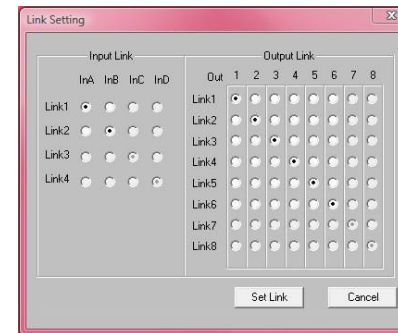 Link Setting
Input Link
InA InB InC InD
Link1
Link2
Link3
Link4
Output Link
Out 1 2 3 4 5 6 7 8
Link1
Link2
Link3
Link4
Link5
Link6
Link7
Link8
Set Link
Cancel